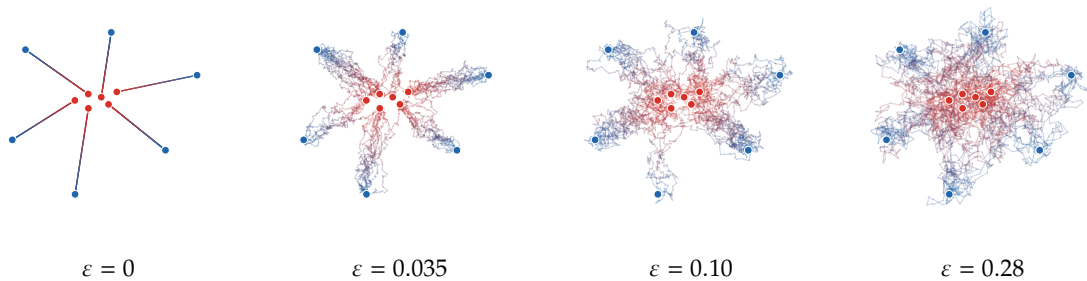 ε = 0
ε = 0.035
ε = 0.10
ε = 0.28